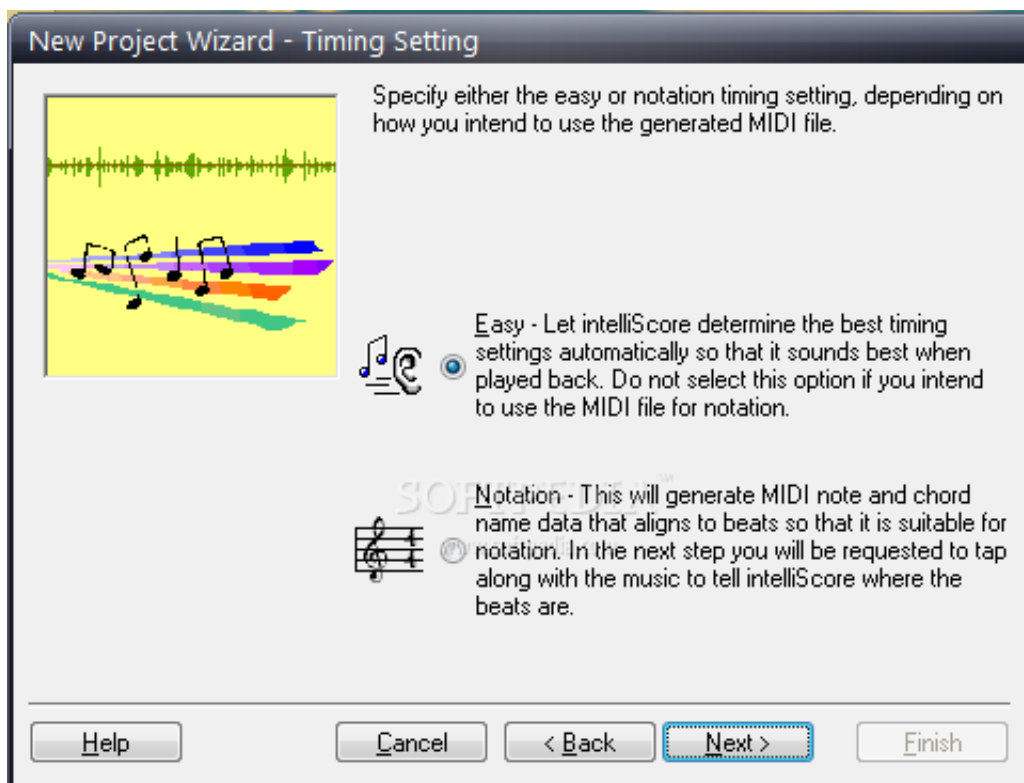 New Project Wizard - Timing Setting
Specify either the easy or notation timing setting, depending on
how you intend to use the generated MIDI file.
Easy - Let intelliScore determine the best timing
settings automatically so that it sounds best when
played back. Do not select this option if you intend
to use the MIDI file for notation.
SOFTPEDIA™
Notation - This will generate MIDI note and chord
name data that aligns to beats so that it is suitable for
www.softpedia.com
notation. In the next step you will be requested to tap
along with the music to tell intelliScore where the
beats are.
Help
Cancel
< Back
Next >
Finish